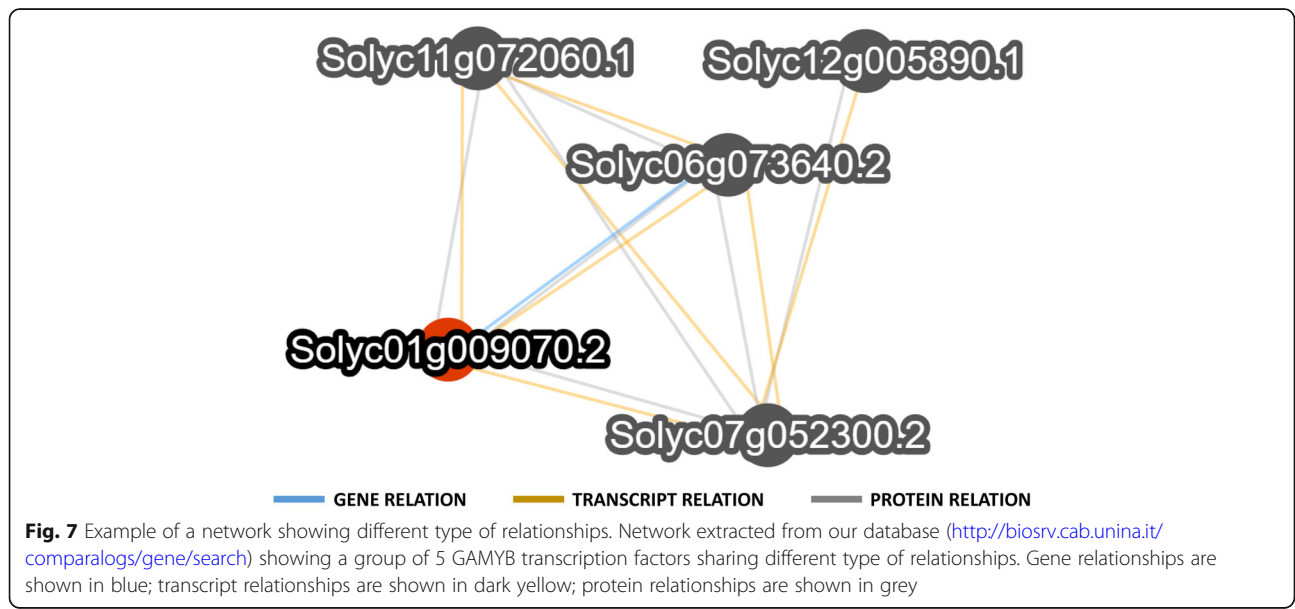 Solyc11g072060.1 Solyc12g005890.1
Solyc06g073640.2
Solyc01g009070.2
Solyc07g052300.2
GENE RELATION TRANSCRIPT RELATION PROTEIN RELATION
Fig. 7 Example of a network showing different type of relationships. Network extracted from our database (http://biosrv.cab.unina.it/
comparalogs/gene/search) showing a group of 5 GAMYB transcription factors sharing different type of relationships. Gene relationships are
shown in blue; transcript relationships are shown in dark yellow; protein relationships are shown in grey